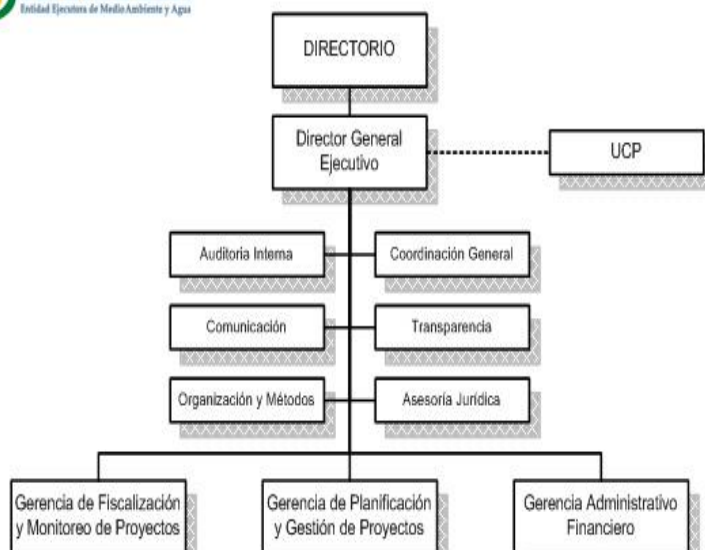 Entidad Ejecutora de Medio Ambiente y Agua
DIRECTORIO
Director General
Ejecutivo
UCP
Auditoria Interna
Coordinación General
Comunicación
Transparencia
Organización y Métodos
Asesoría Jurídica
Gerencia de Fiscalización
y Monitoreo de Proyectos
Gerencia de Planificación
y Gestión de Proyectos
Gerencia Administrativo
Financiero